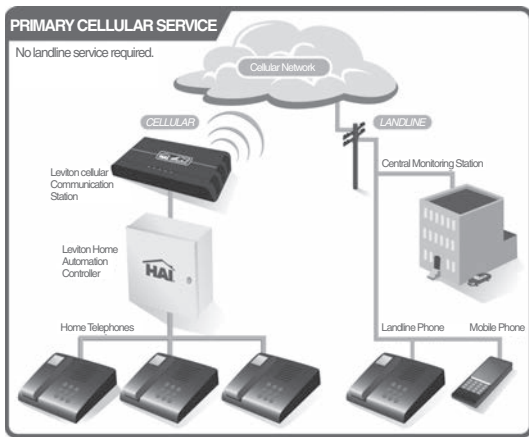 PRIMARY CELLULAR SERVICE
No landline service required.
Cellular Network
CELLULAR
LANDLINE
Central Monitoring Station
Leviton cellular
Communication
Station
Leviton Home
Automation
Controller
HAI
Home Telephones
Landline Phone
Mobile Phone